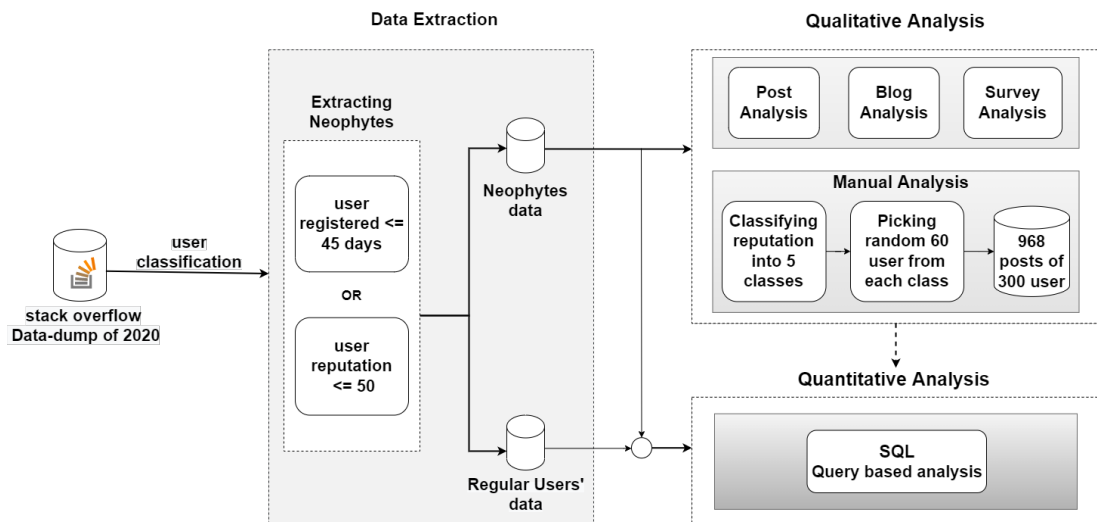 Data Extraction
Qualitative Analysis
Extracting
Neophytes
user
registered <=
45 days
OR
user
reputation
<= 50
user
classification
stack overflow
Data-dump of 2020
Neophytes
data
Regular Users'
data
Post
Analysis
Blog
Analysis
Survey
Analysis
Manual Analysis
Classifying
reputation
into 5
classes
Picking
random 60
user from
each class
968
posts of
300 user
Quantitative Analysis
SQL
Query based analysis